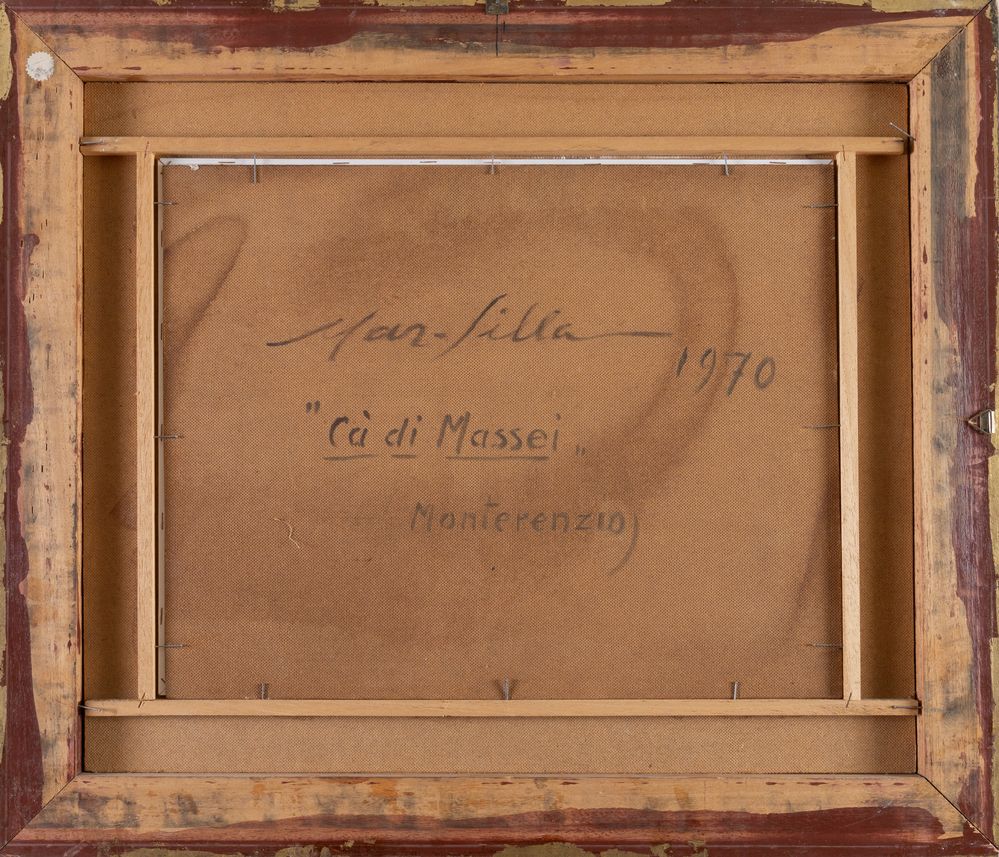 Mar-Silla
1970
"Cà di Massei„
Monterenzio)